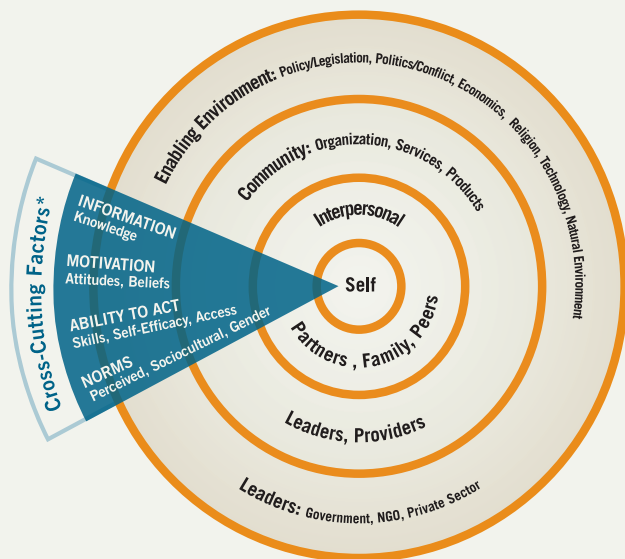 Enabling Environment: Policy/Legislation, Politics/Conflict, Economics, Religion, Technology, Natural Environment
Community: Organization, Services, Products
Interpersonal
Self
Partners , Family, Peers
Leaders, Providers
Leaders: Government, NGO, Private Sector
Cross-Cutting Factors*
INFORMATION
Knowledge
MOTIVATION
Attitudes, Beliefs
ABILITY TO ACT
Skills, Self-Efficacy, Access
NORMS
Perceived, Sociocultural, Gender